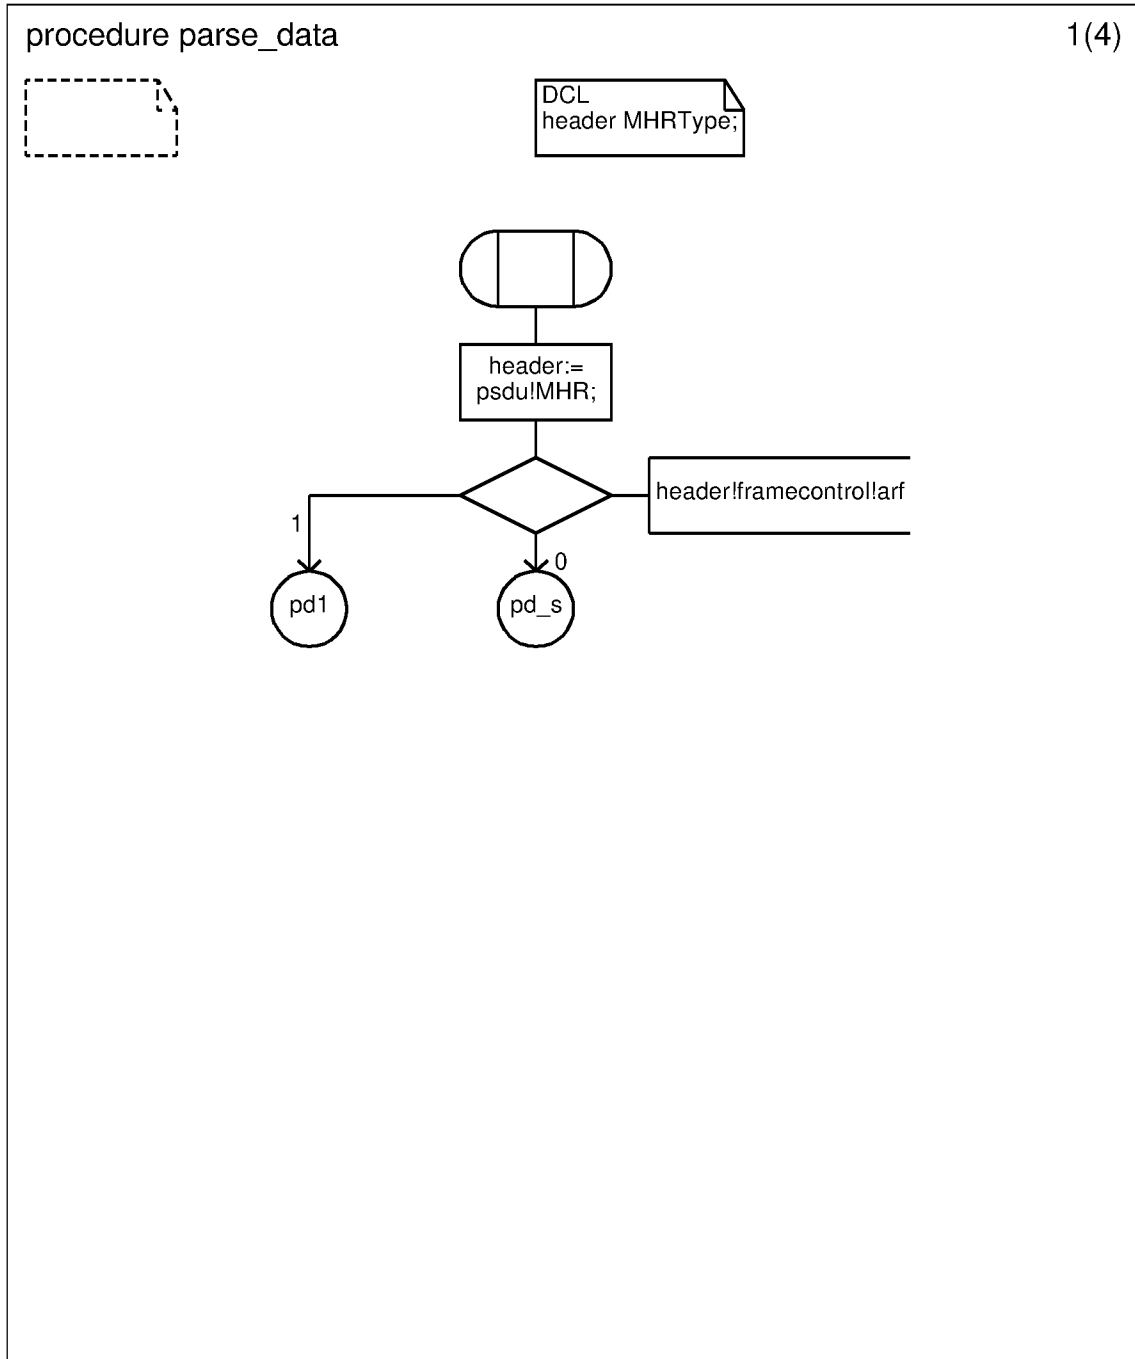 procedure parse_data
1(4)
DCL
header MHRType;
header:=
psdu!MHR;
header!framecontrol!arf
1
0
pd1
pd_s